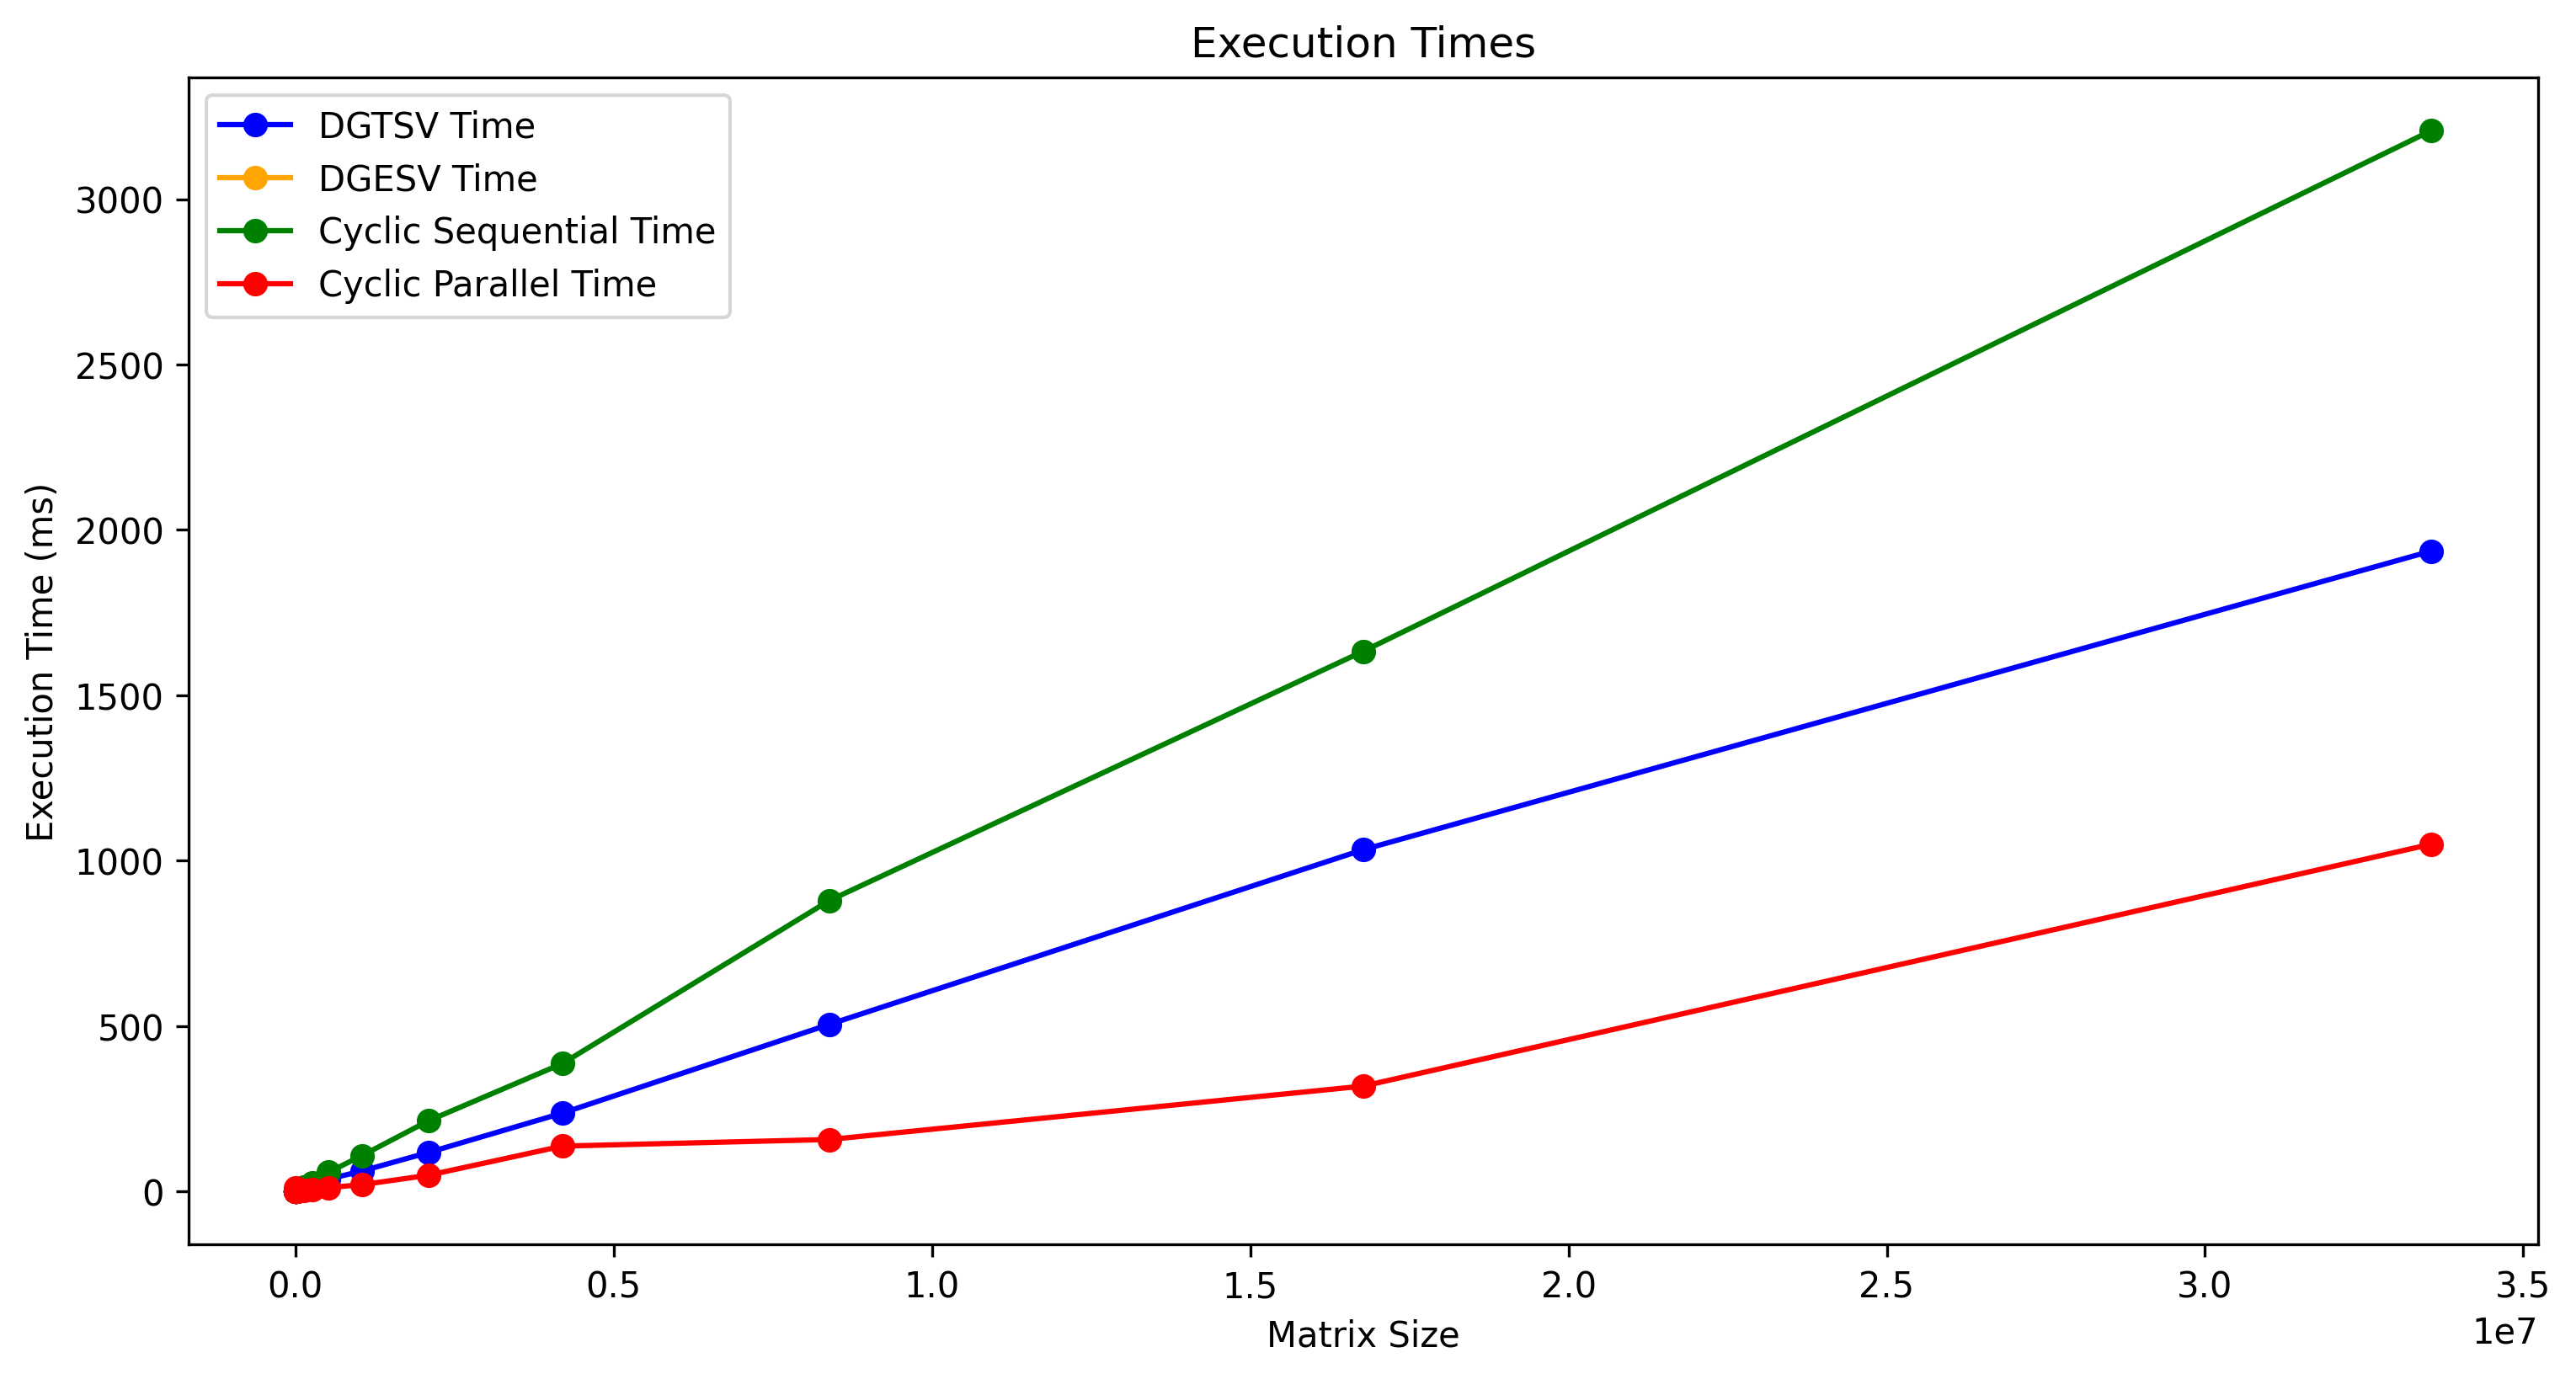 Execution Times
DGTSV Time
DGESV Time
Cyclic Sequential Time
Cyclic Parallel Time
Execution Time (ms)
3000
2500
2000
1500
1000
500
0
0.0 0.5 1.0 1.5 2.0 2.5 3.0 3.5
1e7
Matrix Size